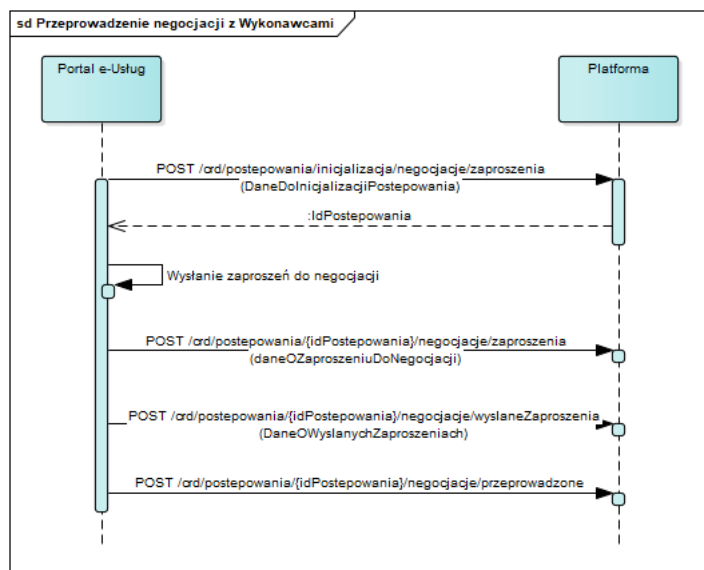 sd Przeprowadzenie negocjacji z Wykonawcami
Portal e-Usług
Platforma
POST /crd/postepowania/inicjalizacja/negocjacje/zaproszenia
(DaneDoInicjalizacjiPostepowania)
:IdPostepowania
Wysłanie zaproszeń do negocjacji
POST /crd/postepowania/{idPostepowania}/negocjacje/zaproszenia
(daneOZaproszeniuDoNegocjacji)
POST /crd/postepowania/{idPostepowania}/negocjacje/wyslaneZaproszenia
(DaneOWyslanychZaproszeniach)
POST /crd/postepowania/{idPostepowania}/negocjacje/przeprowadzone